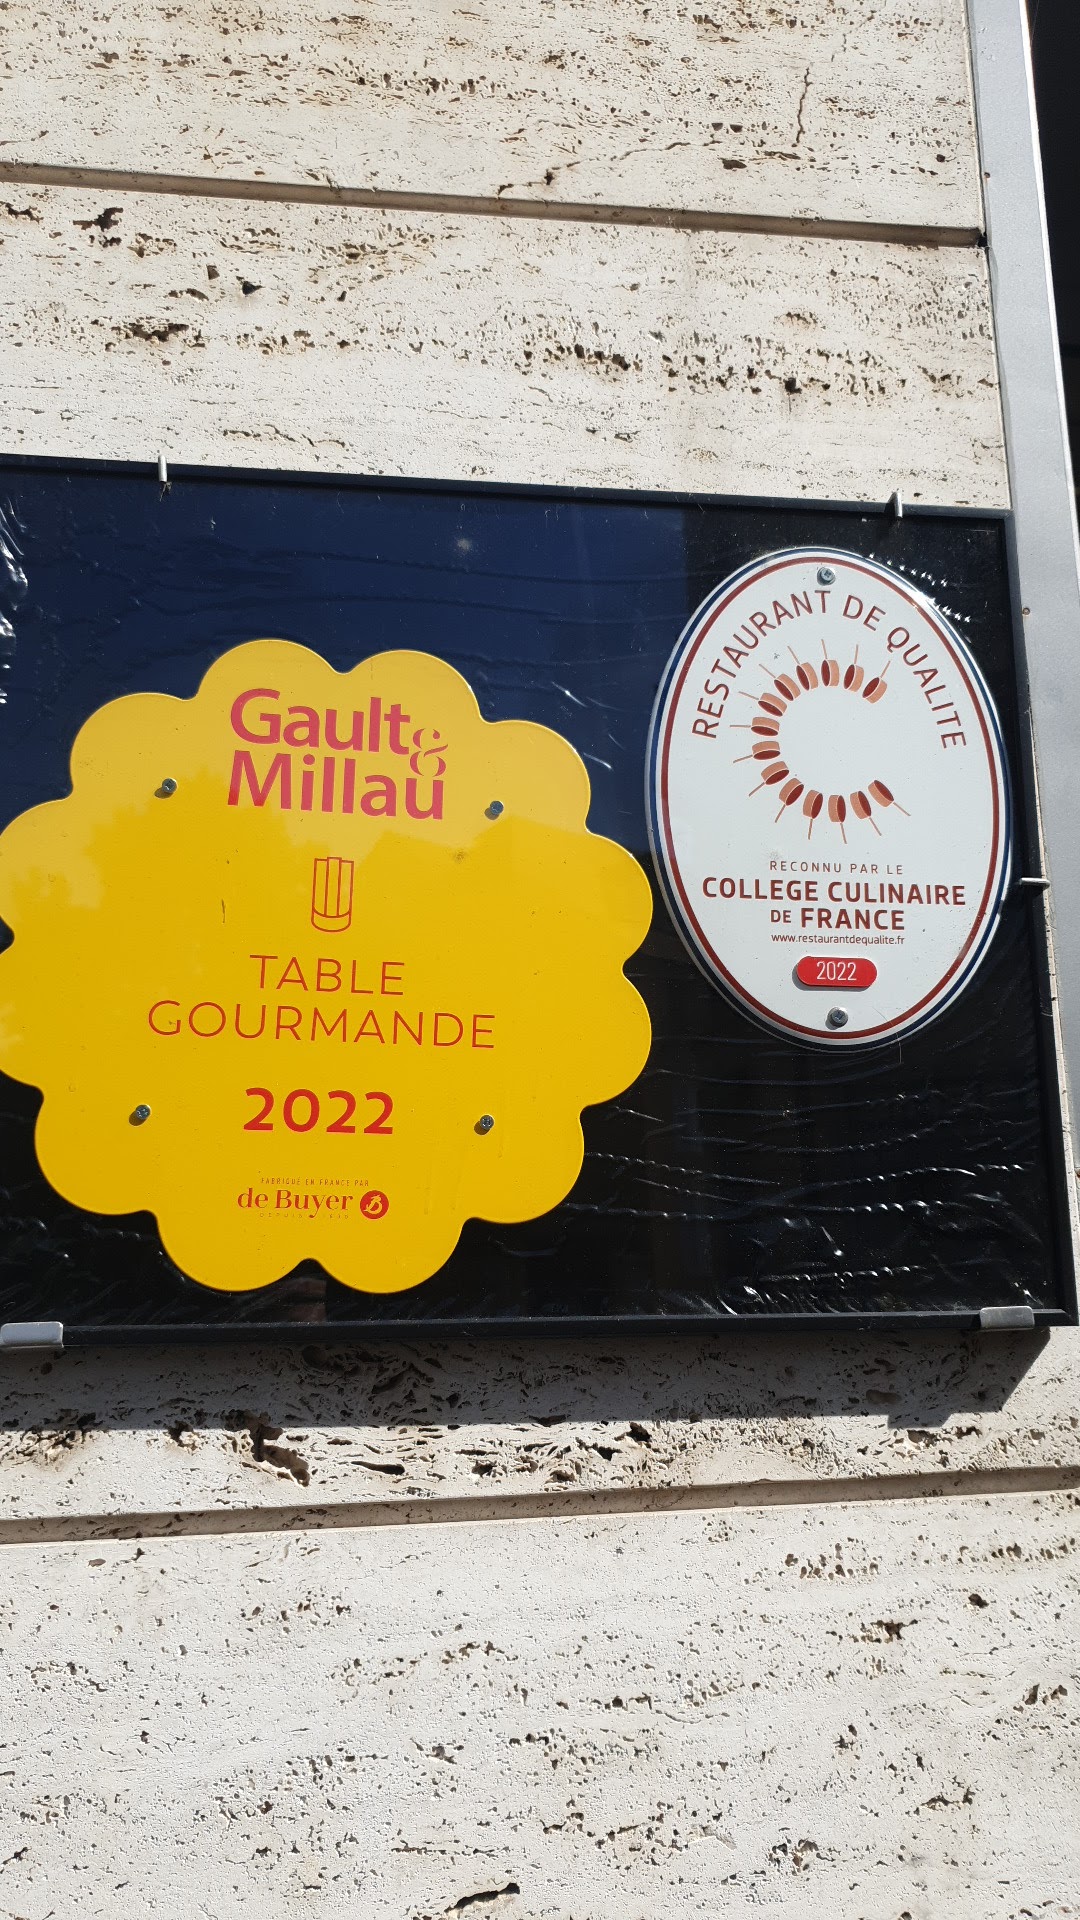 Gault&
Millau
TABLE
GOURMANDE
2022
FABRIQUÉ EN FRANCE PAR
de Buyer B
RESTAURANT DE QUALITE
RECONNU PAR LE
COLLEGE CULINAIRE
DE FRANCE
www.restaurantdequalite.fr
2022